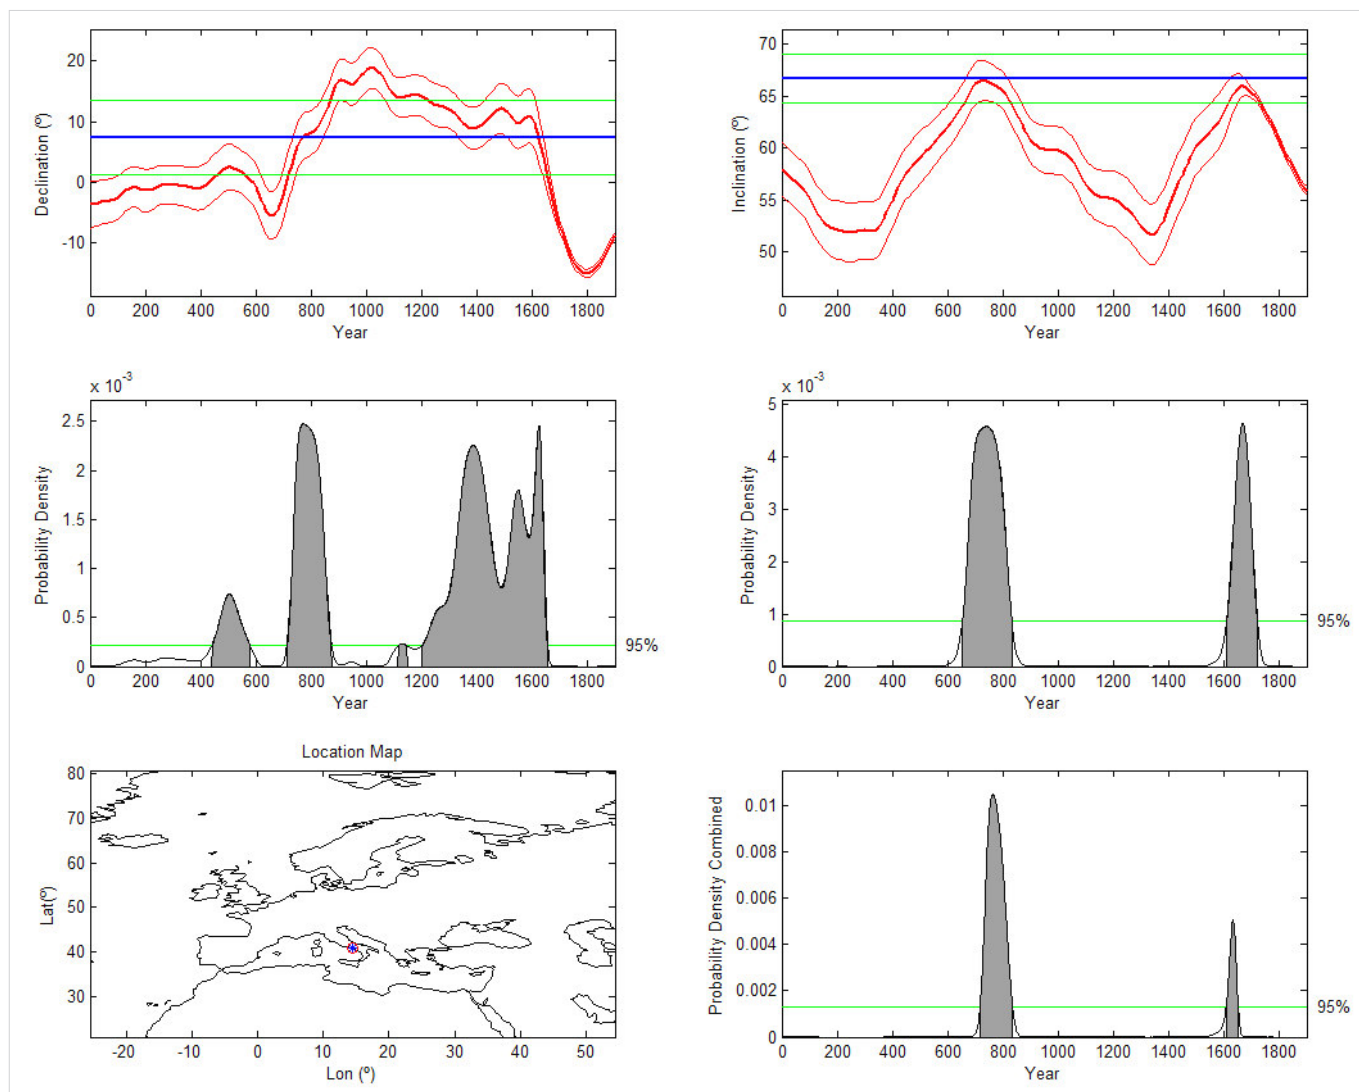 20
10
0
-10
Declination (º)
0 200 400 600 800 1000 1200 1400 1600 1800
Year
70
65
60
55
50
Inclination (º)
0 200 400 600 800 1000 1200 1400 1600 1800
Year
x 10-3
2.5
2
1.5
1
0.5
0
Probability Density
95%
0 200 400 600 800 1000 1200 1400 1600 1800
Year
x 10-3
5
4
3
2
1
0
Probability Density
95%
0 200 400 600 800 1000 1200 1400 1600 1800
Year
Location Map
80
70
60
50
40
30
Lat(º)
-20 -10 0 10 20 30 40 50
Lon (º)
0.01
0.008
0.006
0.004
0.002
0
Probability Density Combined
95%
0 200 400 600 800 1000 1200 1400 1600 1800
Year